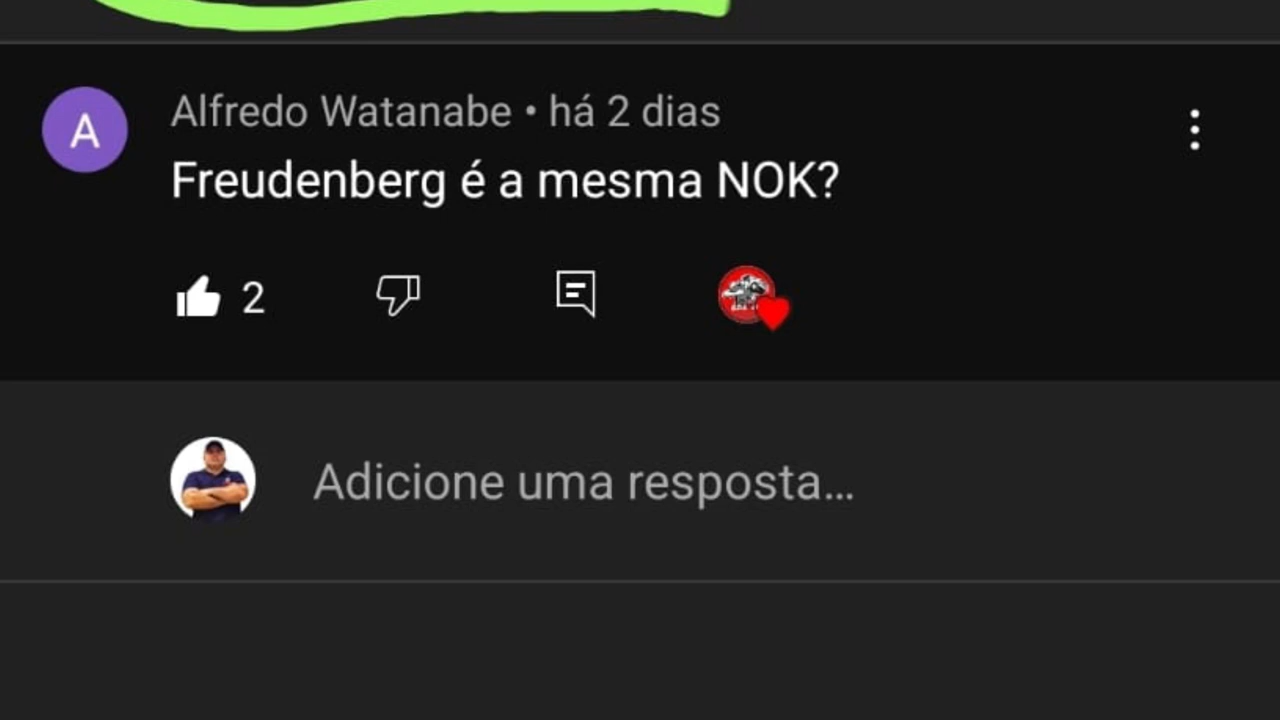 A
Alfredo Watanabe • há 2 dias
Freudenberg é a mesma NOK?
2
Adicione uma resposta...